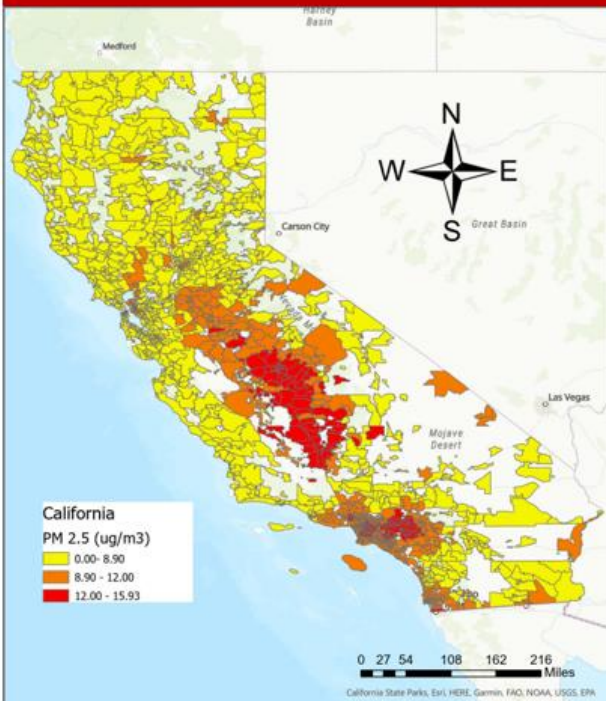 Harney
Basin
Medford
N
W E
S
Carson City
Great Basin
Las Vegas
Mojave
Desert
California
PM 2.5 (ug/m3)
0.00- 8.90
8.90 - 12.00
12.00 - 15.93
0 27 54 108 162 216
Miles
California State Parks, Esri, HERE, Garmin, FAO, NOAA, USGS, EPA